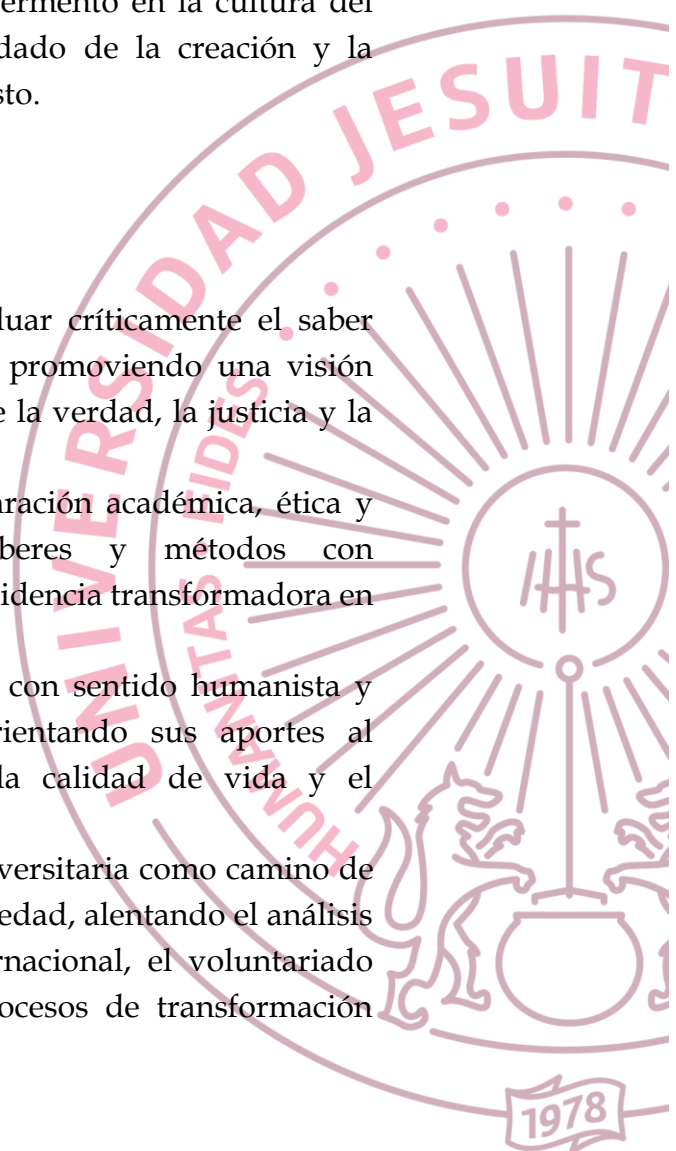 ermento en la cultura del
dado de la creación y la
sto.
luar críticamente el saber
promoviendo una visión
e la verdad, la justicia y la
aración académica, ética y
beres y métodos con
idencia transformadora en
con sentido humanista y
rientando sus aportes al
la calidad de vida y el
versitaria como camino de
edad, alentando el análisis
rnacional, el voluntariado
ocesos de transformación
UNIVERSIDAD JESUIT
HUMANITAS FIDES
IHS
1978